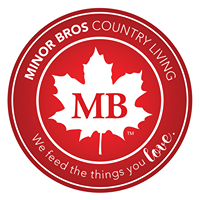 MINOR BROS COUNTRY LIVING
MB
TM
We feed the things you love.